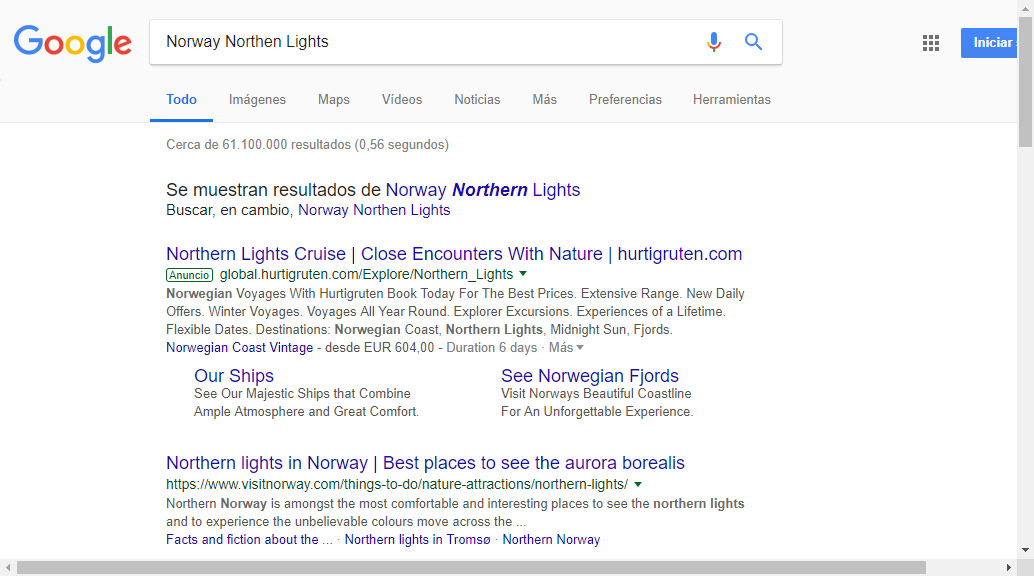 Google
Norway Northen Lights
Iniciar
Todo Imágenes Maps Vídeos Noticias Más Preferencias Herramientas
Cerca de 61.100.000 resultados (0,56 segundos)
Se muestran resultados de Norway Northern Lights
Buscar, en cambio, Norway Northen Lights
Northern Lights Cruise | Close Encounters With Nature | hurtigruten.com
Anuncio global.hurtigruten.com/Explore/Northern_Lights
Norwegian Voyages With Hurtigruten Book Today For The Best Prices. Extensive Range. New Daily
Offers. Winter Voyages. Voyages All Year Round. Explorer Excursions. Experiences of a Lifetime.
Flexible Dates. Destinations: Norwegian Coast, Northern Lights, Midnight Sun, Fjords.
Norwegian Coast Vintage - desde EUR 604,00 - Duration 6 days · Más
Our Ships
See Our Majestic Ships that Combine
Ample Atmosphere and Great Comfort.
See Norwegian Fjords
Visit Norways Beautiful Coastline
For An Unforgettable Experience.
Northern lights in Norway | Best places to see the aurora borealis
https://www.visitnorway.com/things-to-do/nature-attractions/northern-lights/
Northern Norway is amongst the most comfortable and interesting places to see the northern lights
and to experience the unbelievable colours move across the ...
Facts and fiction about the ... · Northern lights in Tromsø · Northern Norway